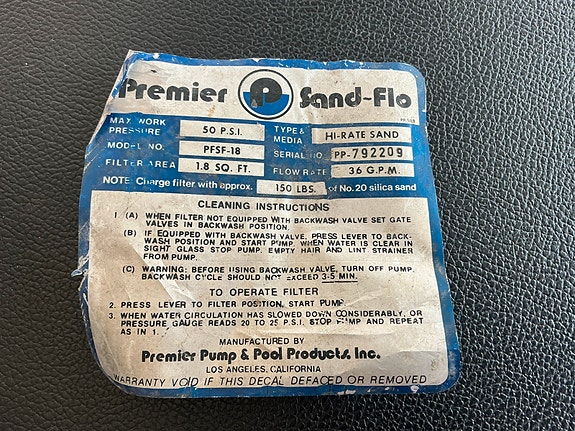 Premier P Sand-Flo
MAX WORK PRESSURE 50 P.S.I. TYPE & MEDIA HI-RATE SAND
MODEL NO. PFSF-18 SERIAL NO. PP-792209
FILTER AREA 1.8 SQ. FT. FLOW RATE 36 G.P.M.
NOTE: Charge filter with approx. 150 LBS. of No. 20 silica sand
CLEANING INSTRUCTIONS
1 (A) WHEN FILTER NOT EQUIPPED WITH BACKWASH VALVE SET GATE
VALVES IN BACKWASH POSITION.
(B) IF EQUIPPED WITH BACKWASH VALVE, PRESS LEVER TO BACK-
WASH POSITION AND START PUMP. WHEN WATER IS CLEAR IN
SIGHT GLASS STOP PUMP. EMPTY HAIR AND LINT STRAINER
FROM PUMP.
(C) WARNING: BEFORE USING BACKWASH VALVE, TURN OFF PUMP.
BACKWASH CYCLE SHOULD NOT EXCEED 3-5 MIN.
TO OPERATE FILTER
2. PRESS LEVER TO FILTER POSITION, START PUMP.
3. WHEN WATER CIRCULATION HAS SLOWED DOWN CONSIDERABLY, OR
PRESSURE GAUGE READS 20 TO 25 P.S.I. STOP PUMP AND REPEAT
AS IN 1.
MANUFACTURED BY
Premier Pump & Pool Products, Inc.
LOS ANGELES, CALIFORNIA
WARRANTY VOID IF THIS DECAL DEFACED OR REMOVED